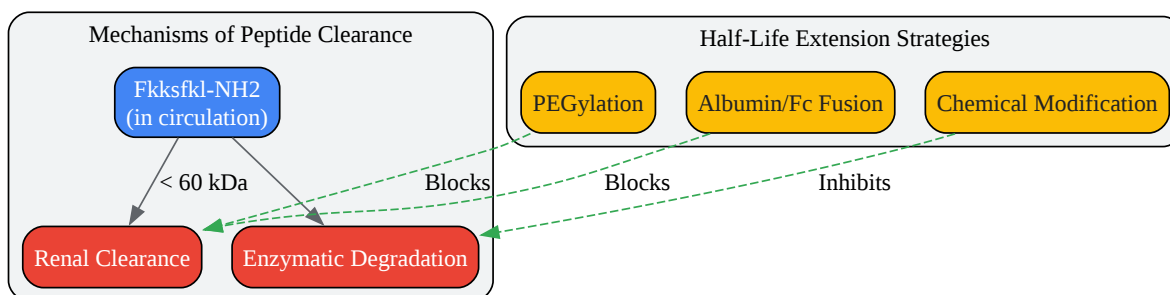 Mechanisms of Peptide Clearance
Half-Life Extension Strategies
Fkksfkl-NH2
(in circulation)
PEGylation
Albumin/Fc Fusion
Chemical Modification
< 60 kDa
Blocks
Blocks
Inhibits
Renal Clearance
Enzymatic Degradation